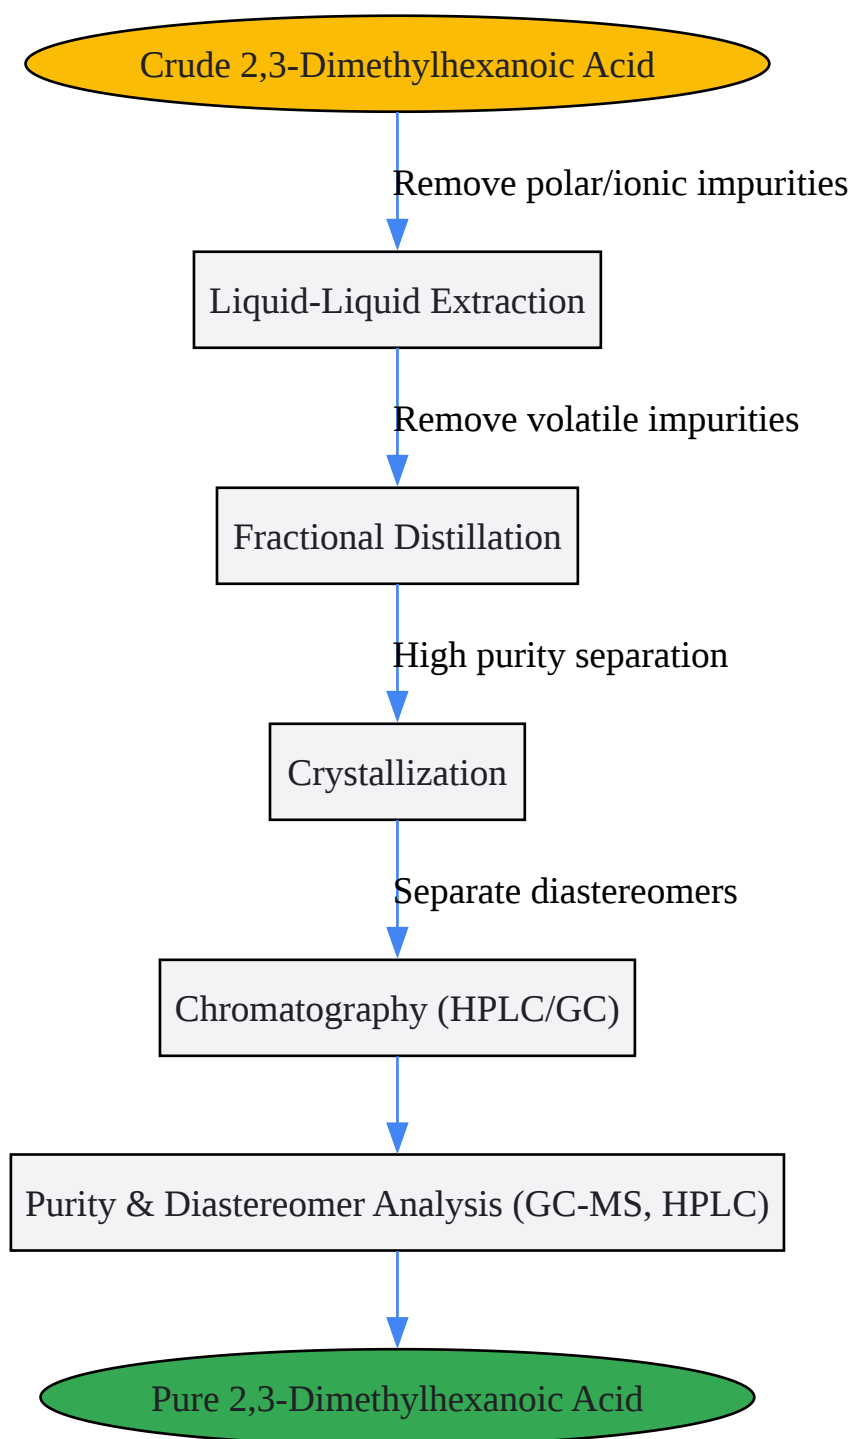 Crude 2,3-Dimethylhexanoic Acid
Remove polar/ionic impurities
Liquid-Liquid Extraction
Remove volatile impurities
Fractional Distillation
High purity separation
Crystallization
Separate diastereomers
Chromatography (HPLC/GC)
Purity & Diastereomer Analysis (GC-MS, HPLC)
Pure 2,3-Dimethylhexanoic Acid